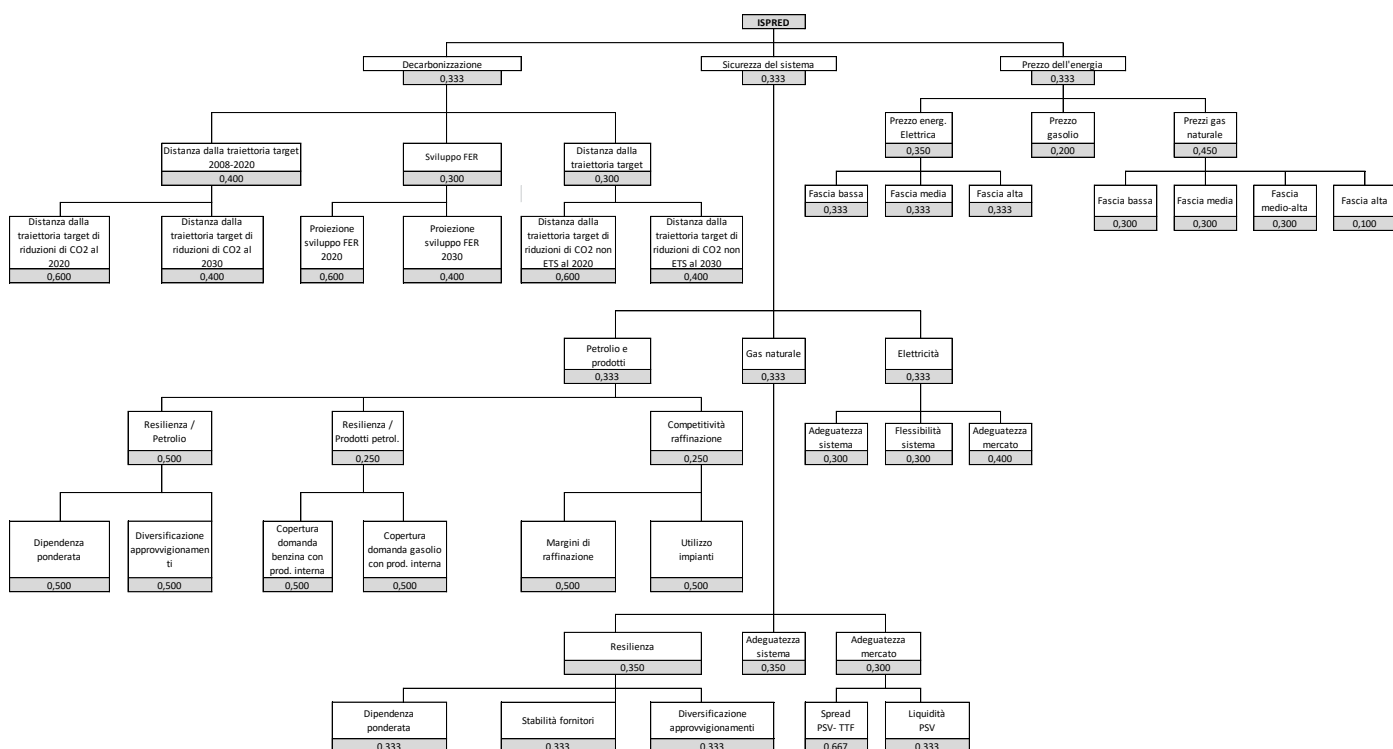 ISPRED
Decarbonizzazione
0,333
Sicurezza del sistema
0,333
Prezzo dell'energia
0,333
Distanza dalla traiettoria target
2008-2020
0,400
Sviluppo FER
0,300
Distanza dalla
traiettoria target
0,300
Prezzo energ.
Elettrica
0,350
Prezzo
gasolio
0,200
Prezzi gas
naturale
0,450
Distanza dalla
traiettoria target di
riduzioni di CO2 al
2020
0,600
Distanza dalla
traiettoria target di
riduzioni di CO2 al
2030
0,400
Proiezione
sviluppo FER
2020
0,600
Proiezione
sviluppo FER
2030
0,400
Distanza dalla
traiettoria target di
riduzioni di CO2 non
ETS al 2020
0,600
Distanza dalla
traiettoria target di
riduzioni di CO2 non
ETS al 2030
0,400
Fascia bassa
0,333
Fascia media
0,333
Fascia alta
0,333
Fascia bassa
0,300
Fascia media
0,300
Fascia
medio-alta
0,300
Fascia alta
0,100
Petrolio e
prodotti
0,333
Gas naturale
0,333
Elettricità
0,333
Resilienza /
Petrolio
0,500
Resilienza /
Prodotti petrol.
0,250
Competitività
raffinazione
0,250
Adeguatezza
sistema
0,300
Flessibilità
sistema
0,300
Adeguatezza
mercato
0,400
Dipendenza
ponderata
0,500
Diversificazione
approvvigionamen
ti
0,500
Copertura
domanda
benzina con
prod. interna
0,500
Copertura
domanda gasolio
con prod. interna
0,500
Margini di
raffinazione
0,500
Utilizzo
impianti
0,500
Resilienza
0,350
Adeguatezza
sistema
0,350
Adeguatezza
mercato
0,300
Dipendenza
ponderata
0,333
Stabilità fornitori
0,333
Diversificazione
approvvigionamenti
0,333
Spread
PSV- TTF
0,667
Liquidità
PSV
0,333